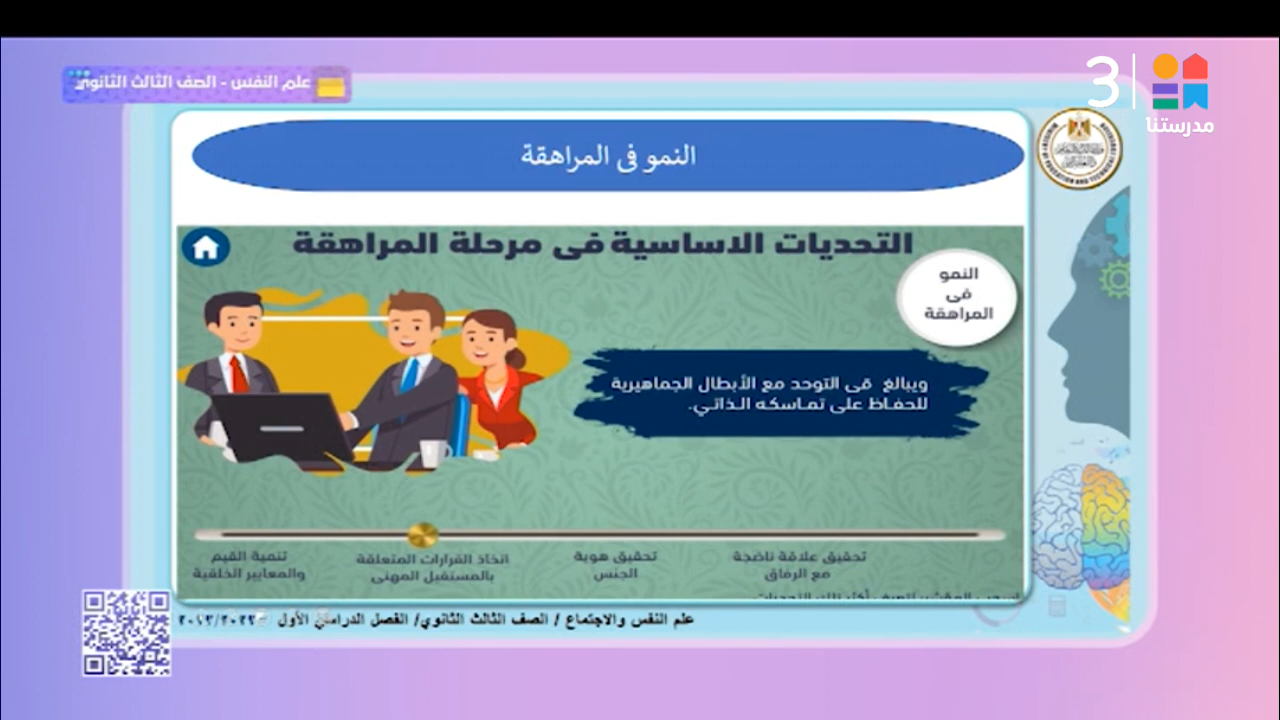 3
مدرستنا
علم النفس - الصف الثالث الثانوي
النمو فى المراهقة
التحديات الاساسية فى مرحلة المراهقة
النمو
فى
المراهقة
ويبالغ فى التوحد مع الأبطال الجماهيرية
للحفاظ على تماسكه الذاتي.
تحقيق علاقة ناضجة
مع الرفاق
تحقيق هوية
الجنس
اتخاذ القرارات المتعلقة
بالمستقبل المهنى
تنمية القيم
والمعايير الخلقية
علم النفس والاجتماع / الصف الثالث الثانوي/ الفصل الدراسي الأول